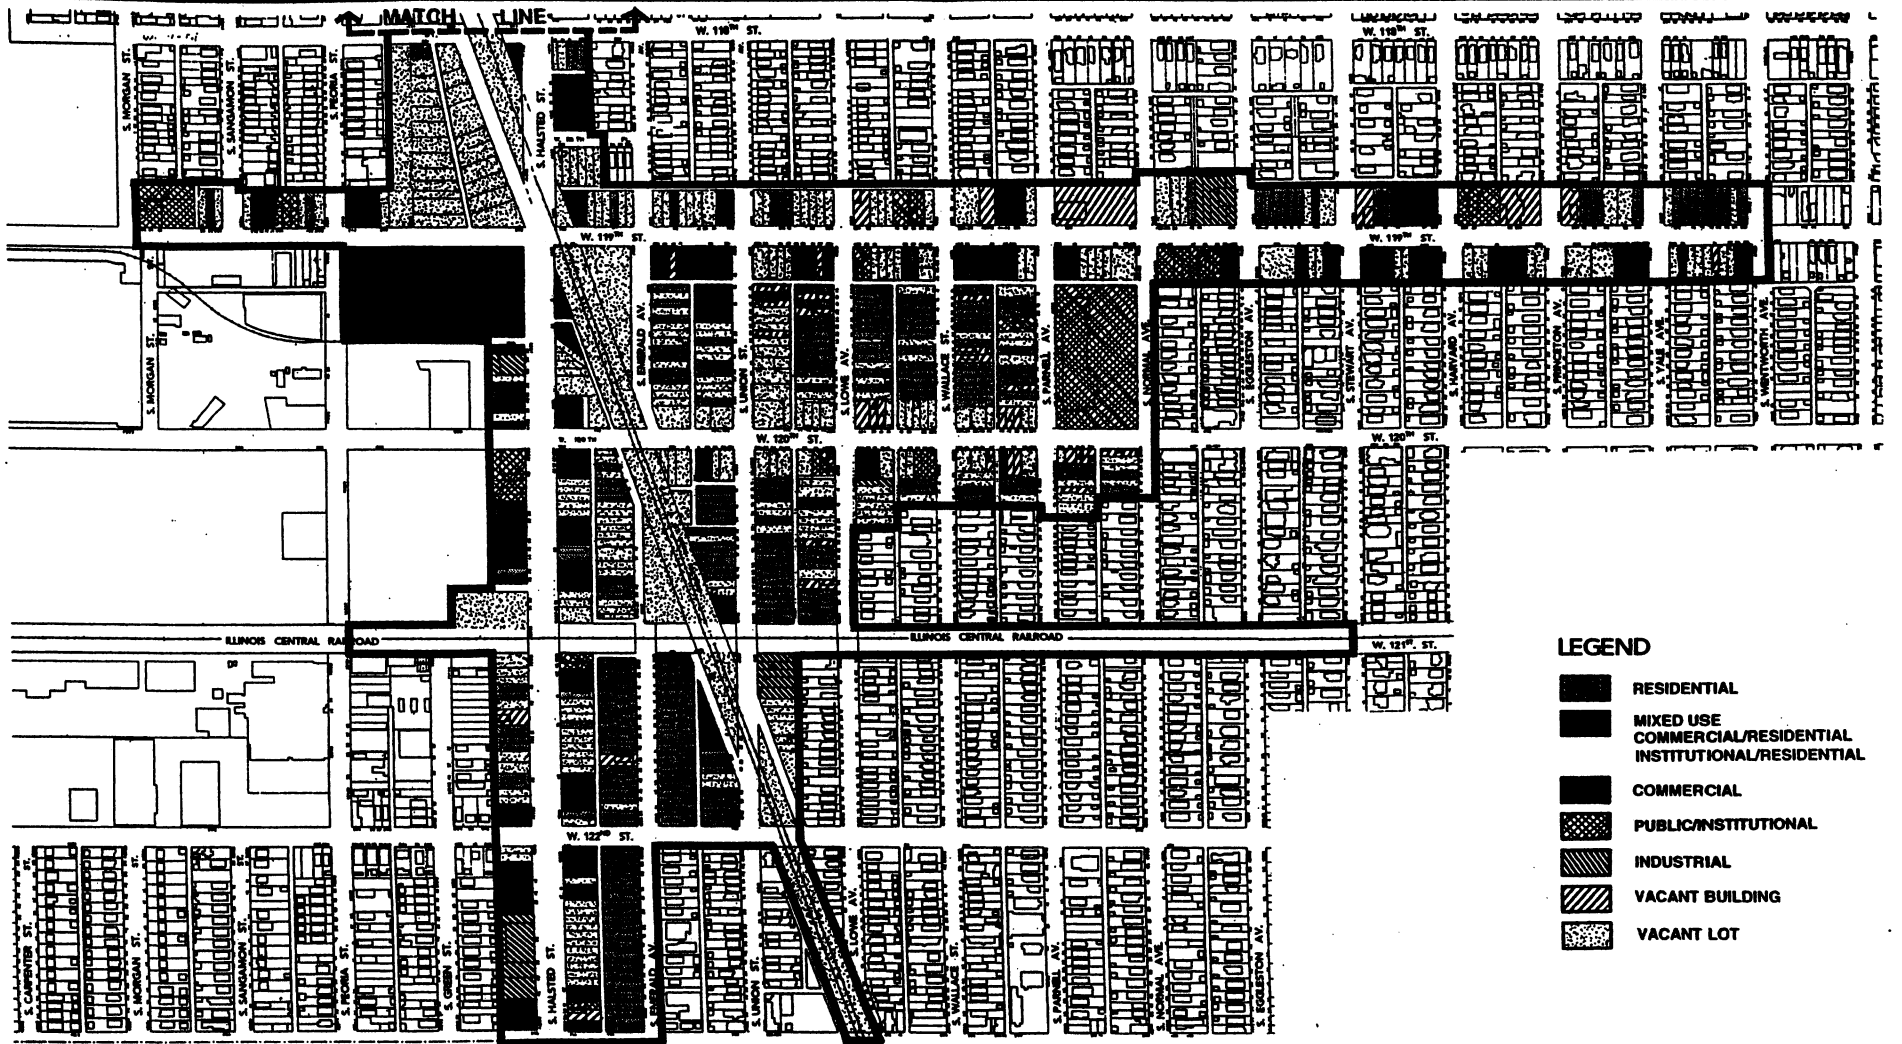 MATCH LINE
W. 118TH ST.
W. 118TH ST.
S. MORGAN ST.
S. SANGAMON ST.
S. PEORIA ST.
S. HALSTED ST.
W. 119TH ST.
W. 119TH ST.
S. MORGAN ST.
S. EMERALD AV.
S. UNION ST.
S. LOWE AV.
S. WALLACE ST.
S. PARNELL AV.
S. NORMAL AVE.
S. EGGLESTON AV.
S. STEWART AV.
S. HARVARD AV.
S. PRINCETON AV.
S. YALE AVE.
S. WENTWORTH AV.
W. 120TH
W. 120TH ST.
W. 120TH ST.
ILLINOIS CENTRAL RAILROAD
ILLINOIS CENTRAL RAILROAD
W. 121ST. ST.
W. 122ND ST.
S. CARPENTER ST.
S. MORGAN ST.
S. SANGAMON ST.
S. PEORIA ST.
S. GREEN ST.
S. HALSTED ST.
S. EMERALD AV.
S. UNION ST.
S. LOWE AV.
S. WALLACE ST.
S. PARNELL AV.
S. NORMAL AVE.
S. EGGLESTON AV.
LEGEND
RESIDENTIAL
MIXED USE
COMMERCIAL/RESIDENTIAL
INSTITUTIONAL/RESIDENTIAL
COMMERCIAL
PUBLIC/INSTITUTIONAL
INDUSTRIAL
VACANT BUILDING
VACANT LOT